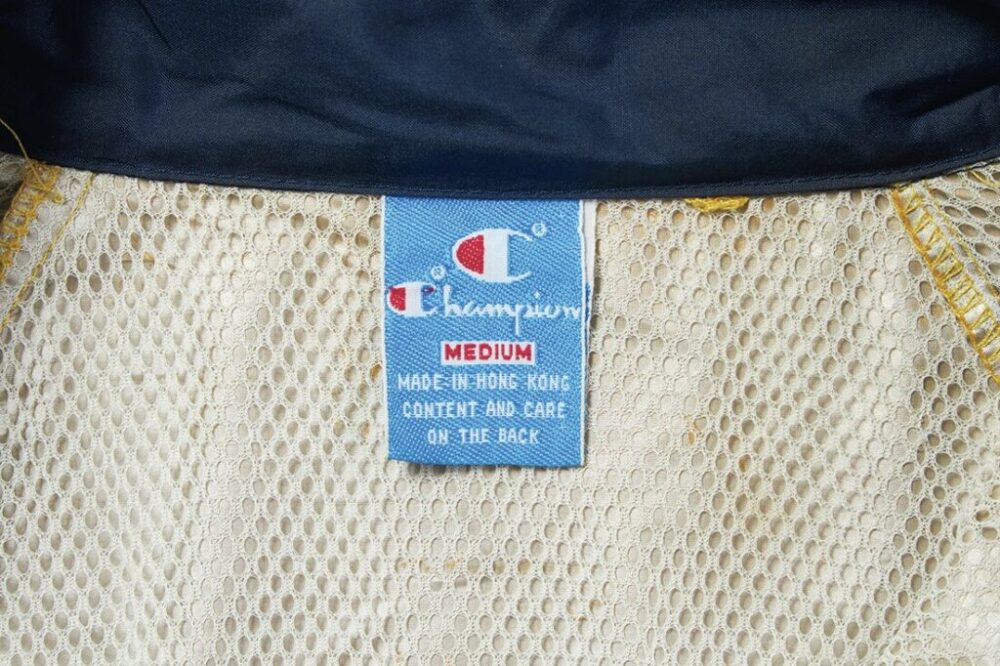 C®
®
Champion
MEDIUM
MADE IN HONG KONG
CONTENT AND CARE
ON THE BACK